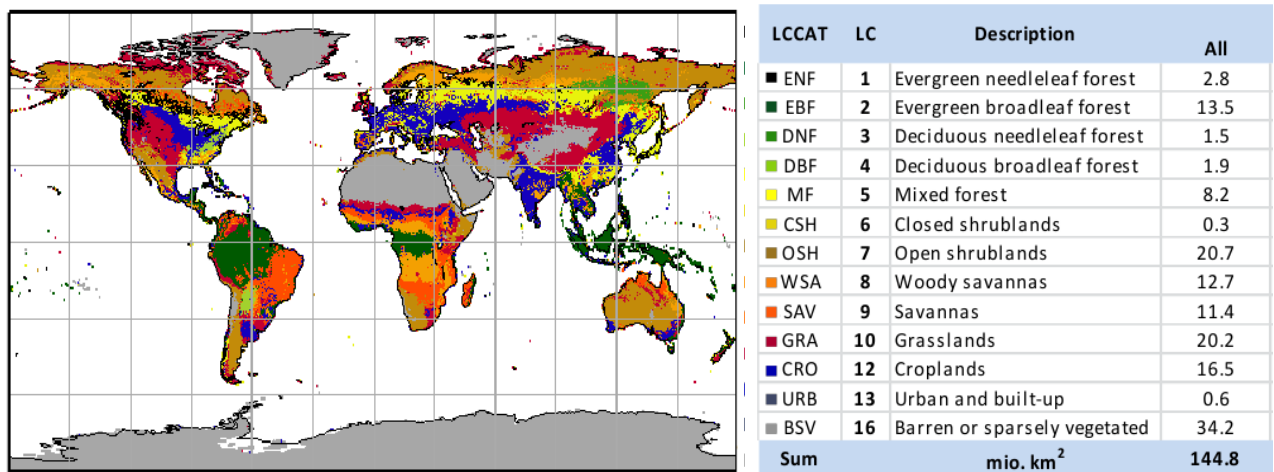 LCCAT LC Description All
ENF 1 Evergreen needleleaf forest 2.8
EBF 2 Evergreen broadleaf forest 13.5
DNF 3 Deciduous needleleaf forest 1.5
DBF 4 Deciduous broadleaf forest 1.9
MF 5 Mixed forest 8.2
CSH 6 Closed shrublands 0.3
OSH 7 Open shrublands 20.7
WSA 8 Woody savannas 12.7
SAV 9 Savannas 11.4
GRA 10 Grasslands 20.2
CRO 12 Croplands 16.5
URB 13 Urban and built-up 0.6
BSV 16 Barren or sparsely vegetated 34.2
Sum mio. km² 144.8